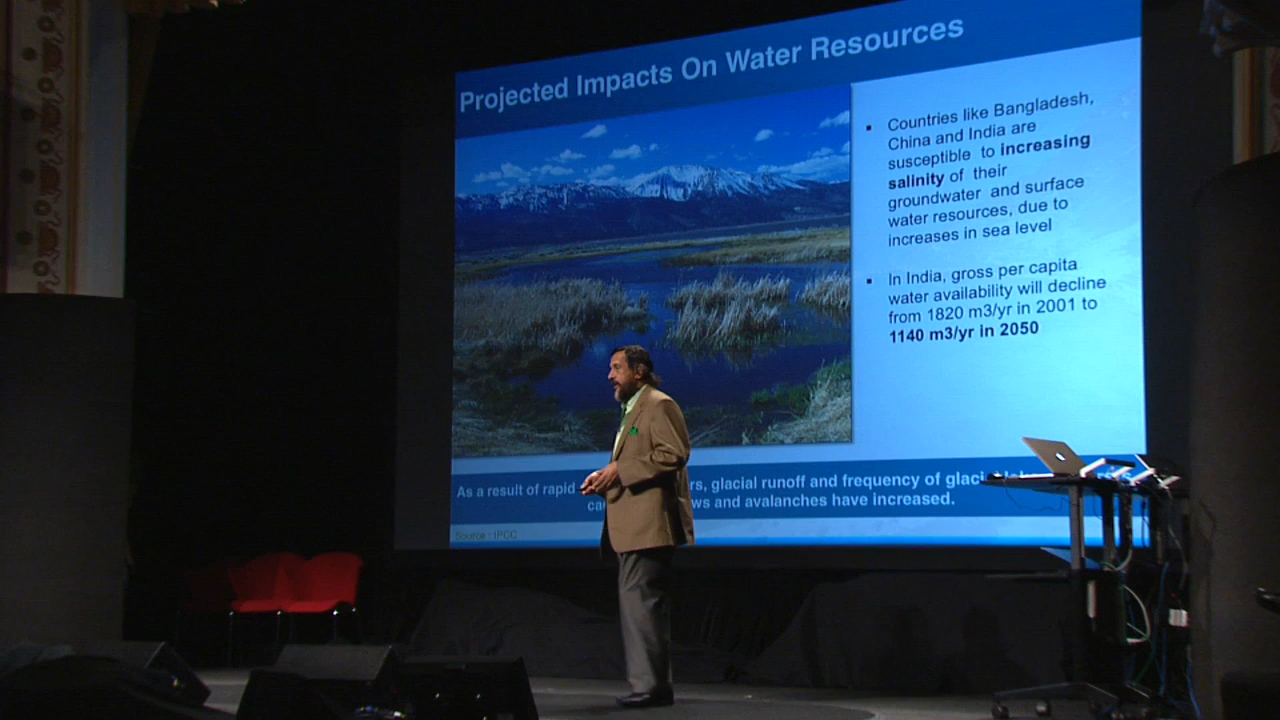 Projected Impacts On Water Resources
Countries like Bangladesh,
China and India are
susceptible to increasing
salinity of their
groundwater and surface
water resources, due to
increases in sea level
In India, gross per capita
water availability will decline
from 1820 m3/yr in 2001 to
1140 m3/yr in 2050
As a result of rapid rs, glacial runoff and frequency of glacial
ws and avalanches have increased.
Source : IPCC